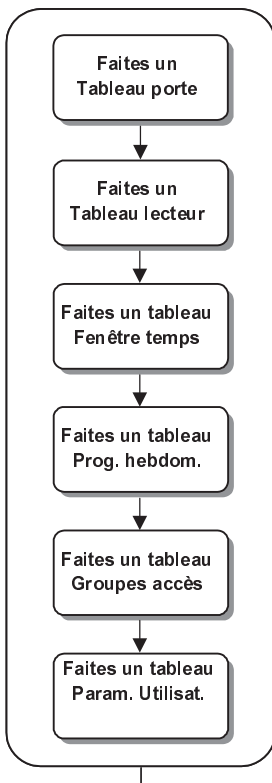 Faites un
Tableau porte
Faites un
Tableau lecteur
Faites un tableau
Fenêtre temps
Faites un tableau
Prog. hebdom.
Faites un tableau
Groupes accès
Faites un tableau
Param. Utilisat.